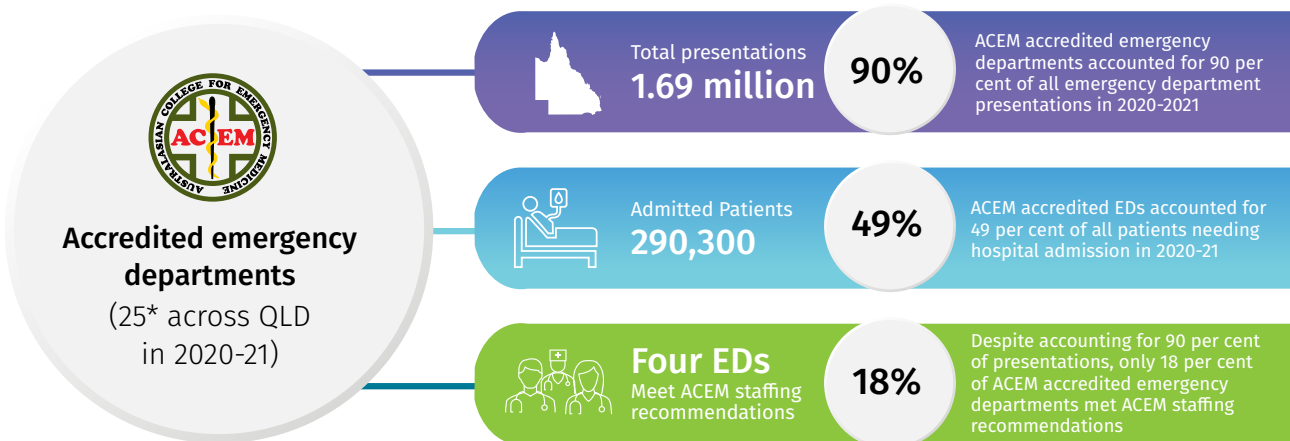 AUSTRALASIAN COLLEGE FOR EMERGENCY MEDICINE
ACEM
Accredited emergency
departments
(25* across QLD
in 2020-21)
Total presentations
1.69 million
90%
ACEM accredited emergency
departments accounted for 90 per
cent of all emergency department
presentations in 2020-2021
Admitted Patients
290,300
49%
ACEM accredited EDs accounted for
49 per cent of all patients needing
hospital admission in 2020-21
Four EDs
Meet ACEM staffing
recommendations
18%
Despite accounting for 90 per cent
of presentations, only 18 per cent
of ACEM accredited emergency
departments met ACEM staffing
recommendations